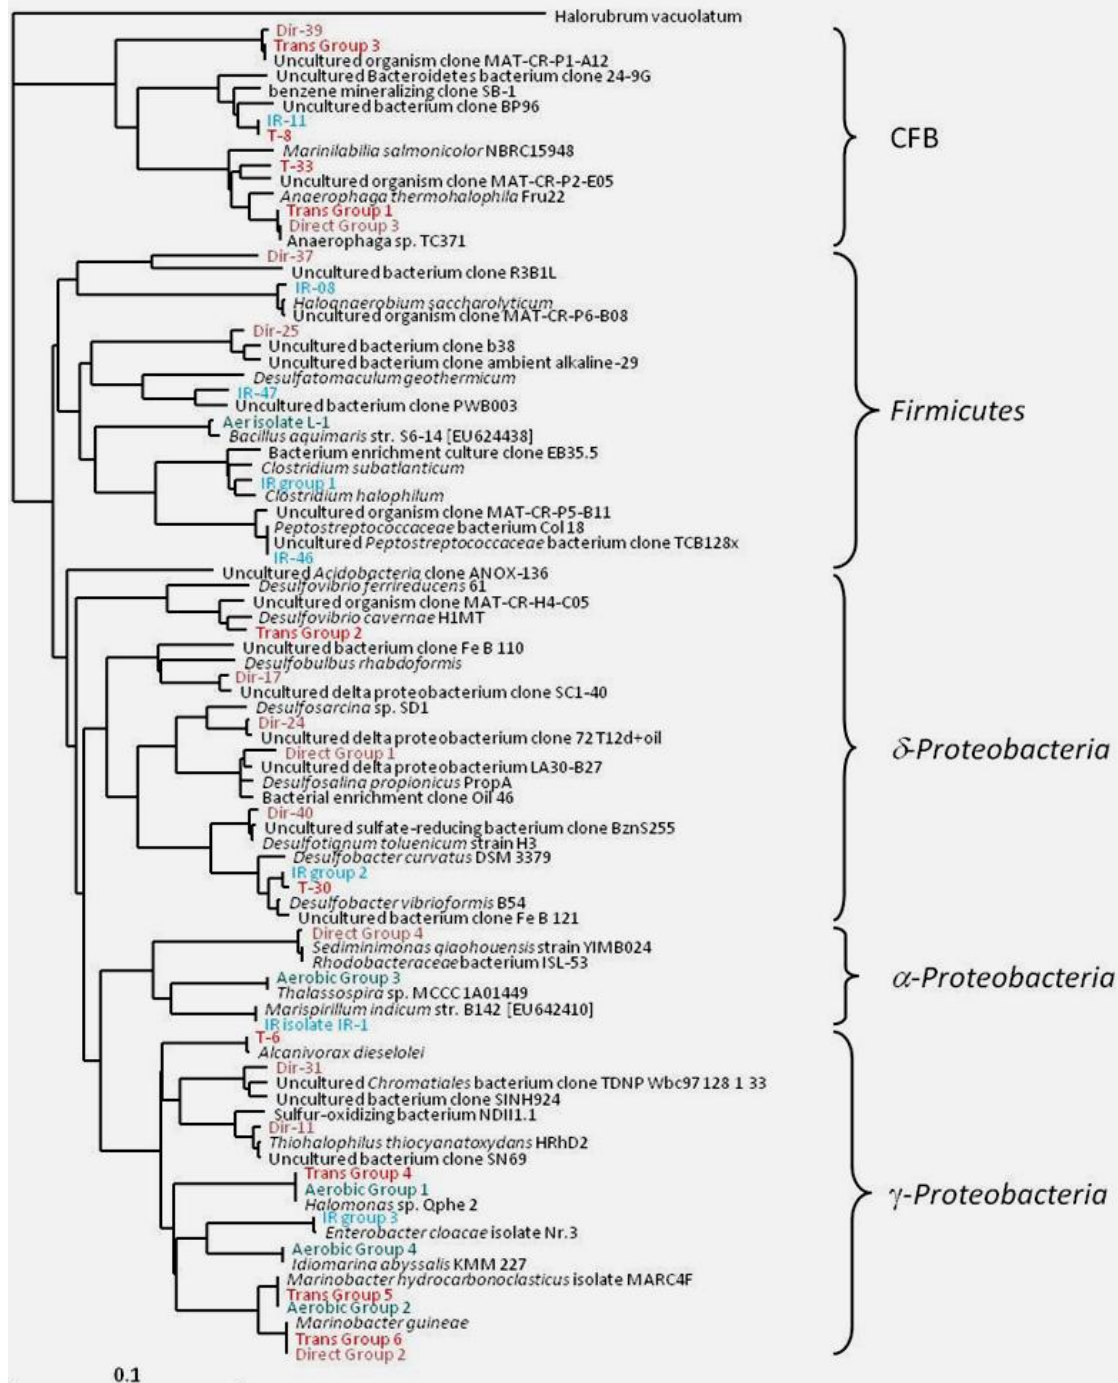 Halorubrum vacuolatum
Dir-39
Trans Group 3
Uncultured organism clone MAT-CR-P1-A12
Uncultured Bacteroidetes bacterium clone 24-9G
benzene mineralizing clone SB-1
Uncultured bacterium clone BP96
IR-11
T-8
Marinilabilia salmonicolor NBRC15948
T-33
Uncultured organism clone MAT-CR-P2-E05
Anaerophaga thermohalophila Fru22
Trans Group 1
Direct Group 3
Anaerophaga sp. TC371
CFB
Dir-37
Uncultured bacterium clone R3B1L
IR-08
Haloanaerobium saccharolyticum
Uncultured organism clone MAT-CR-P6-B08
Dir-25
Uncultured bacterium clone b38
Uncultured bacterium clone ambient alkaline-29
Desulfatomaculum geothermicum
IR-47
Uncultured bacterium clone PWB003
Aerisolate L-1
Bacillus aquimaris str. S6-14 [EU624438]
Bacterium enrichment culture clone EB35.5
Clostridium subatlanticum
IR group 1
Clostridium halophilum
Uncultured organism clone MAT-CR-P5-B11
Peptostreptococcaceae bacterium Col 18
Uncultured Peptostreptococcaceae bacterium clone TCB128x
IR-46
Firmicutes
Uncultured Acidobacteria clone ANOX-136
Desulfovibrio ferrireducens 61
Uncultured organism clone MAT-CR-H4-C05
Desulfovibrio cavernae H1MT
Trans Group 2
Uncultured bacterium clone Fe B 110
Desulfobulbus rhabdoformis
Dir-17
Uncultured delta proteobacterium clone SC1-40
Desulfosarcina sp. SD1
Dir-24
Uncultured delta proteobacterium clone 72 T12d+oil
Direct Group 1
Uncultured delta proteobacterium LA30-B27
Desulfosalina propionicus PropA
Bacterial enrichment clone Oil 46
Dir-40
Uncultured sulfate-reducing bacterium clone BznS255
Desulfotignum toluenicum strain H3
Desulfobacter curvatus DSM 3379
IR group 2
T-30
Desulfobacter vibrioformis B54
Uncultured bacterium clone Fe B 121
δ-Proteobacteria
Direct Group 4
Sediminimonas qiaohouensis strain YIMB024
Rhodobacteraceae bacterium ISL-53
Aerobic Group 3
Thalassospira sp. MCCC 1A01449
Marispirillum indicum str. B142 [EU642410]
IR isolate IR-1
α-Proteobacteria
T-6
Alcanivorax dieselolei
Dir-31
Uncultured Chromatiales bacterium clone TDNP Wbc97 128 1 33
Uncultured bacterium clone SINH924
Sulfur-oxidizing bacterium NDII1.1
Dir-11
Thiohalophilus thiocyanatoxydans HRhD2
Uncultured bacterium clone SN69
Trans Group 4
Aerobic Group 1
Halomonas sp. Qphe 2
IR group 3
Enterobacter cloacae isolate Nr.3
Aerobic Group 4
Idiomarina abyssalis KMM 227
Marinobacter hydrocarbonoclasticus isolate MARC4F
Trans Group 5
Aerobic Group 2
Marinobacter guineae
Trans Group 6
Direct Group 2
γ-Proteobacteria
0.1